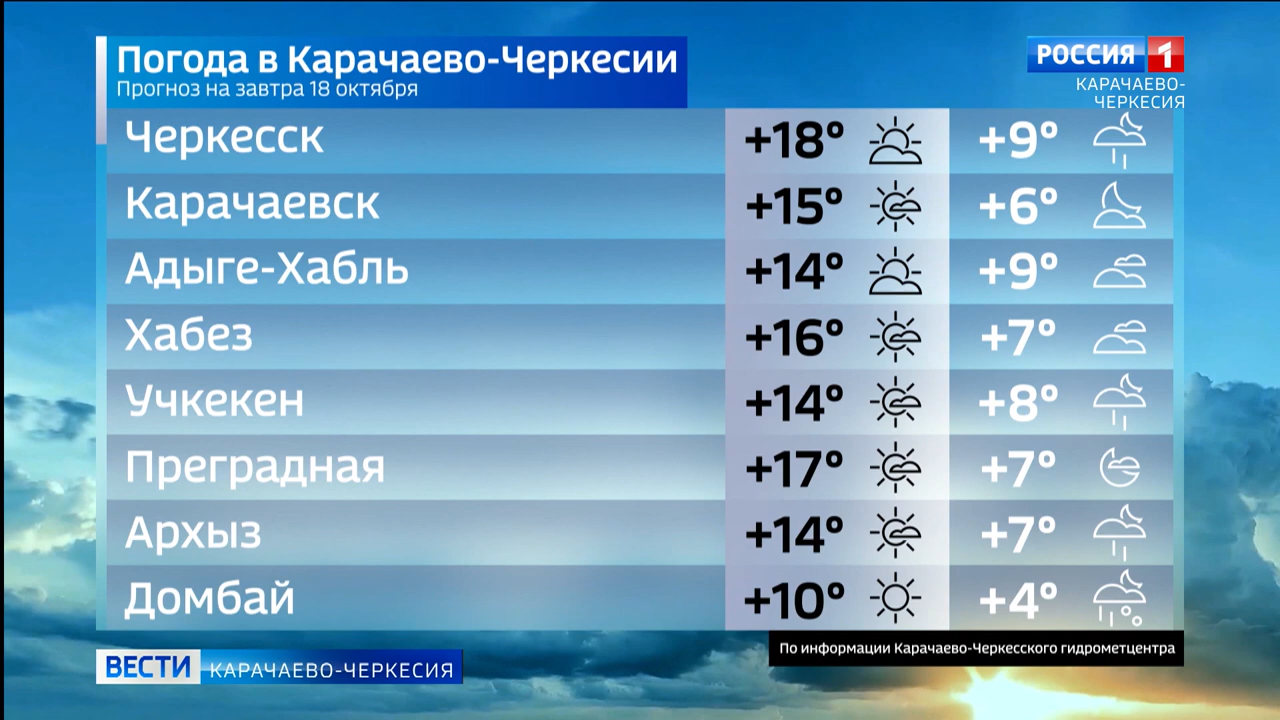 Погода в Карачаево-Черкесии
Прогноз на завтра 18 октября
РОССИЯ 1
КАРАЧАЕВО-
ЧЕРКЕСИЯ
Черкесск +18° +9°
Карачаевск +15° +6°
Адыге-Хабль +14° +9°
Хабез +16° +7°
Учкекен +14° +8°
Преградная +17° +7°
Архыз +14° +7°
Домбай +10° +4°
По информации Карачаево-Черкесского гидрометцентра
ВЕСТИ КАРАЧАЕВО-ЧЕРКЕСИЯ